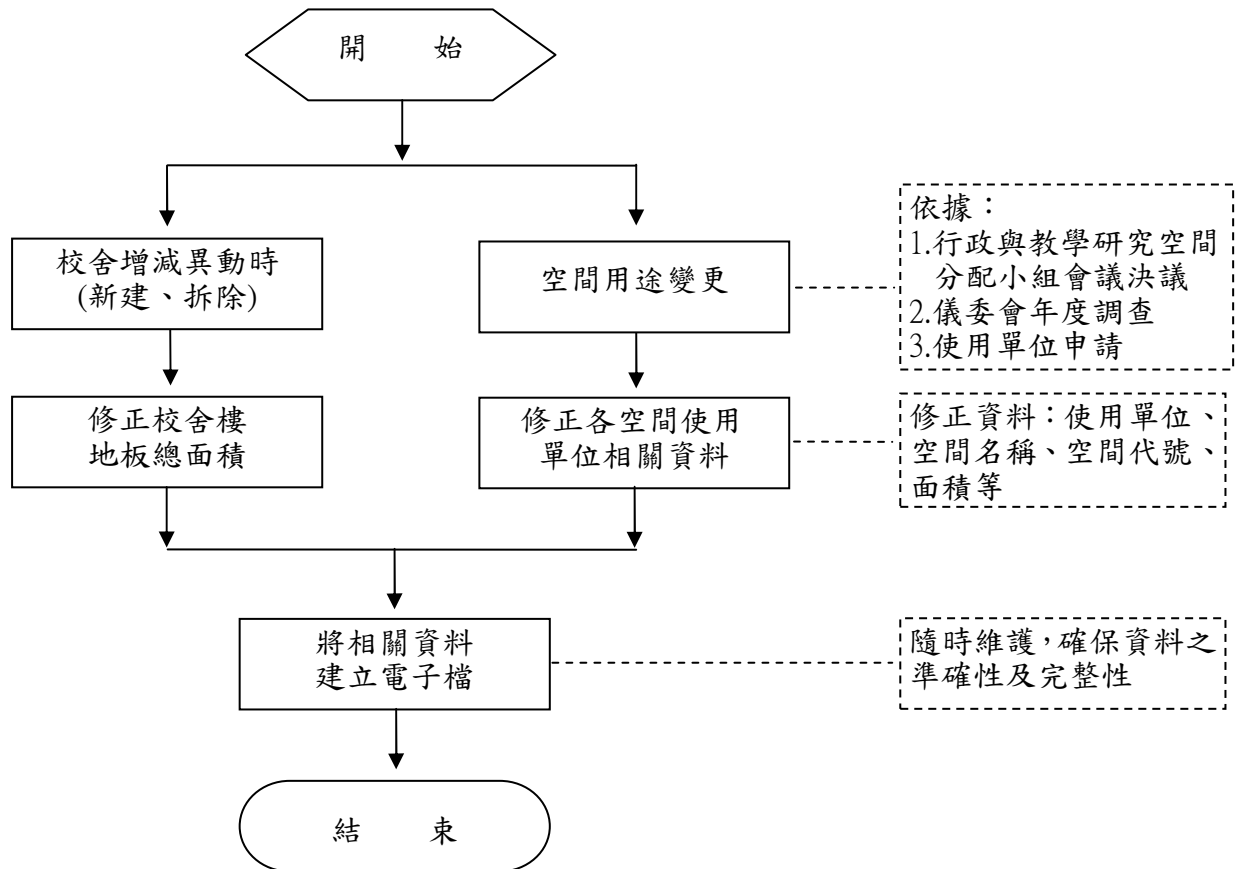 開 始
校舍增減異動時
(新建、拆除)
空間用途變更
依據：
1.行政與教學研究空間
分配小組會議決議
2.儀委會年度調查
3.使用單位申請
修正校舍樓
地板總面積
修正各空間使用
單位相關資料
修正資料：使用單位、
空間名稱、空間代號、
面積等
將相關資料
建立電子檔
隨時維護，確保資料之
準確性及完整性
結 束